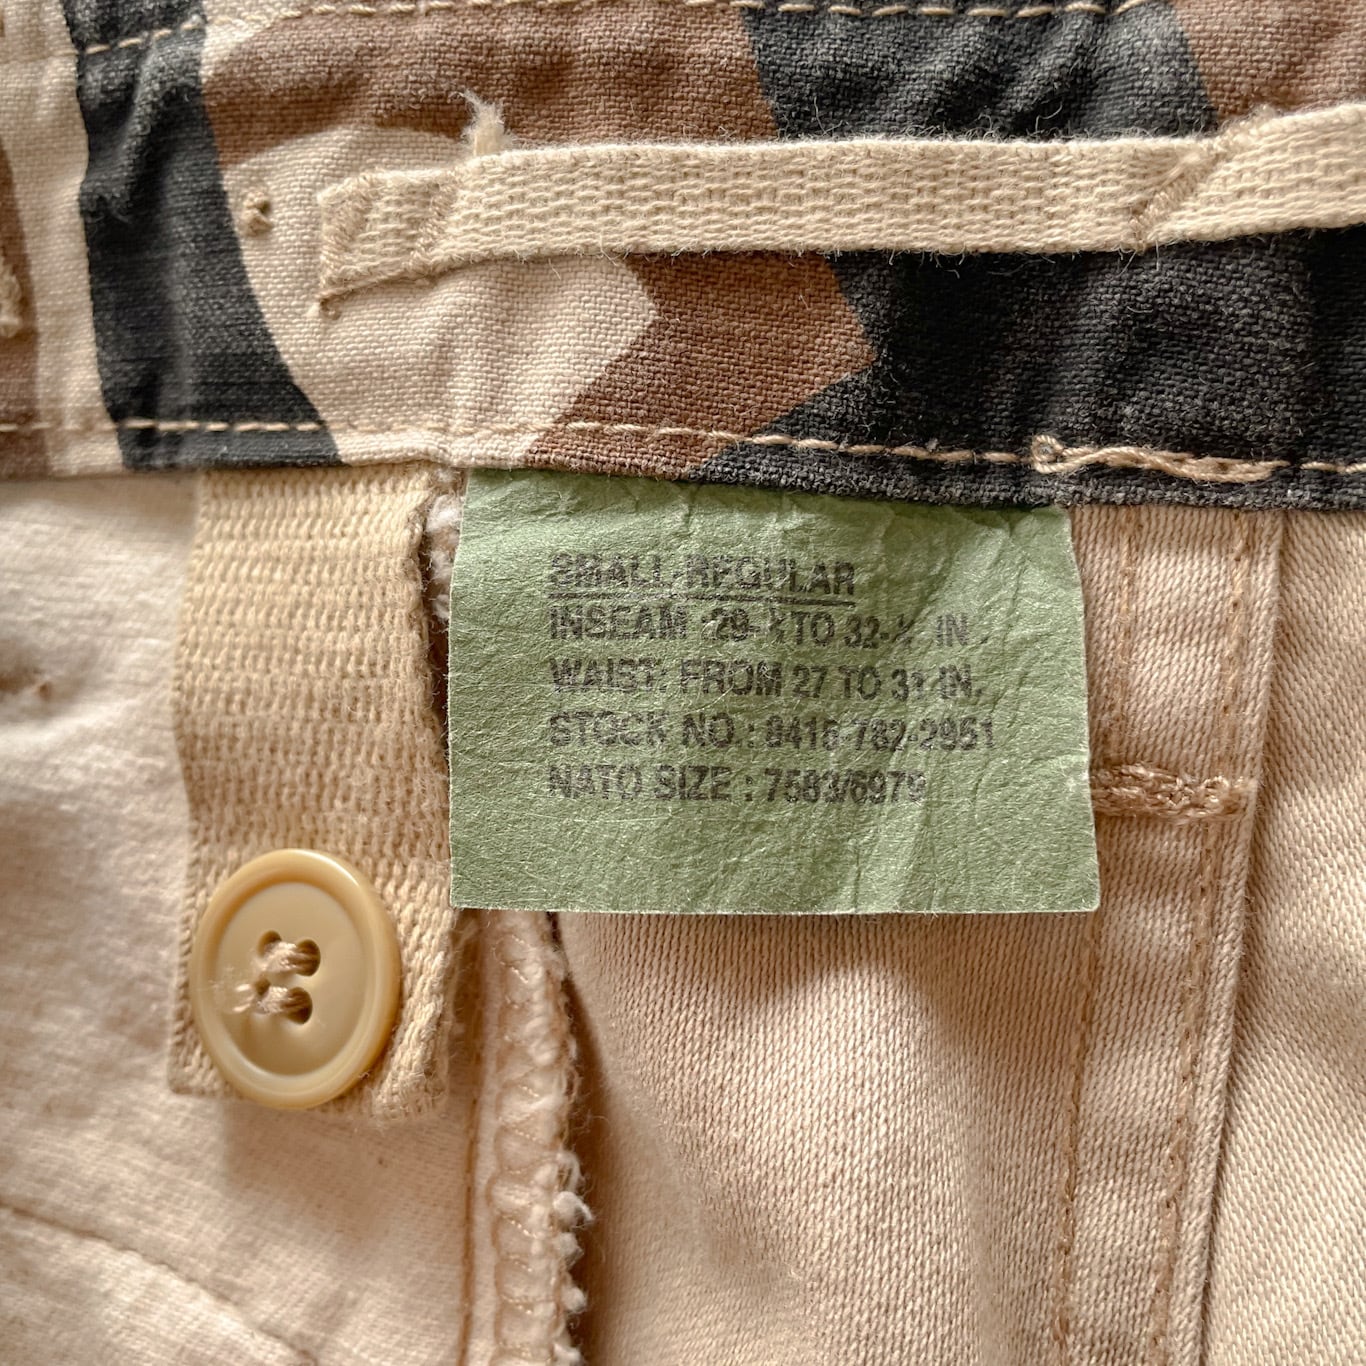 SMALL-REGULAR
INSEAM : 29-½ TO 32-½ IN.
WAIST: FROM 27 TO 31 IN.
STOCK NO.: 8415-782-2951
NATO SIZE : 7583/6979